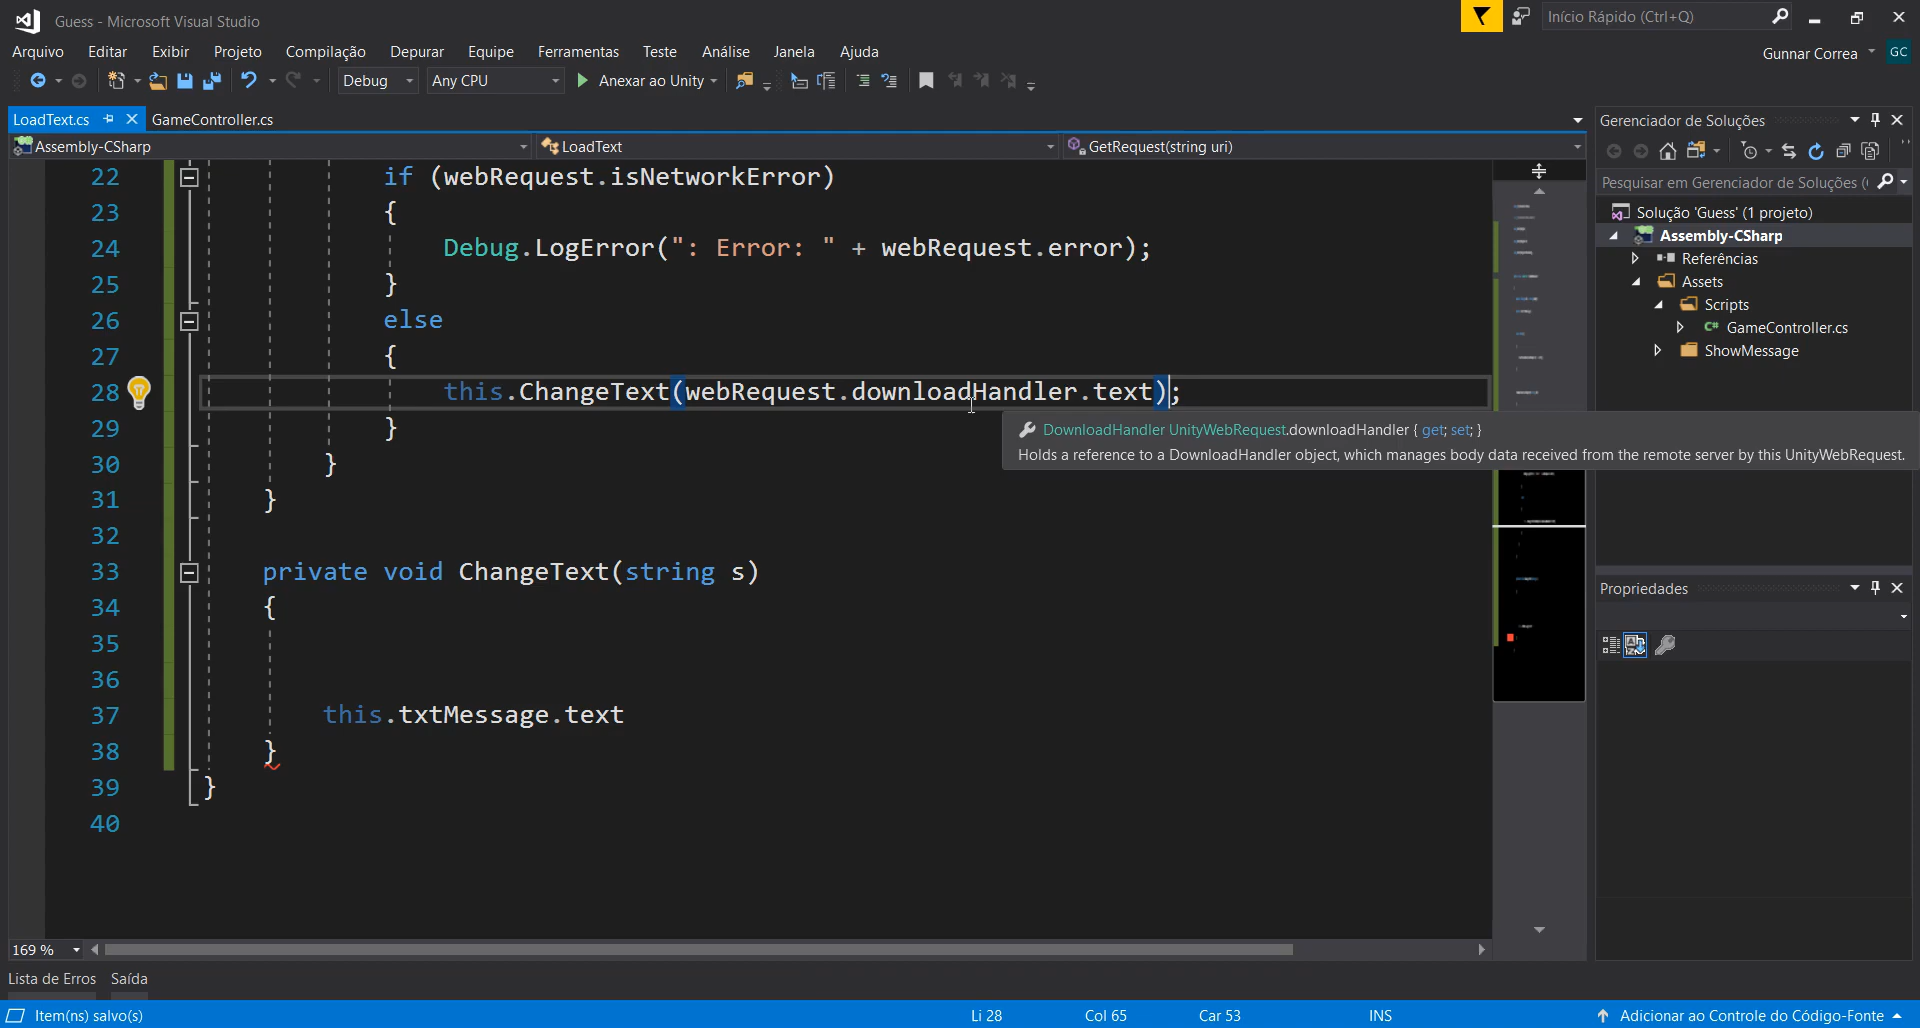 Guess - Microsoft Visual Studio
Início Rápido (Ctrl+Q)
Arquivo Editar Exibir Projeto Compilação Depurar Equipe Ferramentas Teste Análise Janela Ajuda
Gunnar Correa GC
Debug Any CPU Anexar ao Unity
LoadText.cs GameController.cs
Assembly-CSharp LoadText GetRequest(string uri)
22 if (webRequest.isNetworkError)
23 {
24 Debug.LogError(": Error: " + webRequest.error);
25 }
26 else
27 {
28 this.ChangeText(webRequest.downloadHandler.text);
29 }
30 }
31 }
32
33 private void ChangeText(string s)
34 {
35
36
37 this.txtMessage.text
38 }
39 }
40
DownloadHandler UnityWebRequest.downloadHandler { get; set; }
Holds a reference to a DownloadHandler object, which manages body data received from the remote server by this UnityWebRequest.
Gerenciador de Soluções
Pesquisar em Gerenciador de Soluções (
Solução 'Guess' (1 projeto)
Assembly-CSharp
Referências
Assets
Scripts
C# GameController.cs
ShowMessage
Propriedades
169 %
Lista de Erros Saída
Item(ns) salvo(s) Li 28 Col 65 Car 53 INS Adicionar ao Controle do Código-Fonte